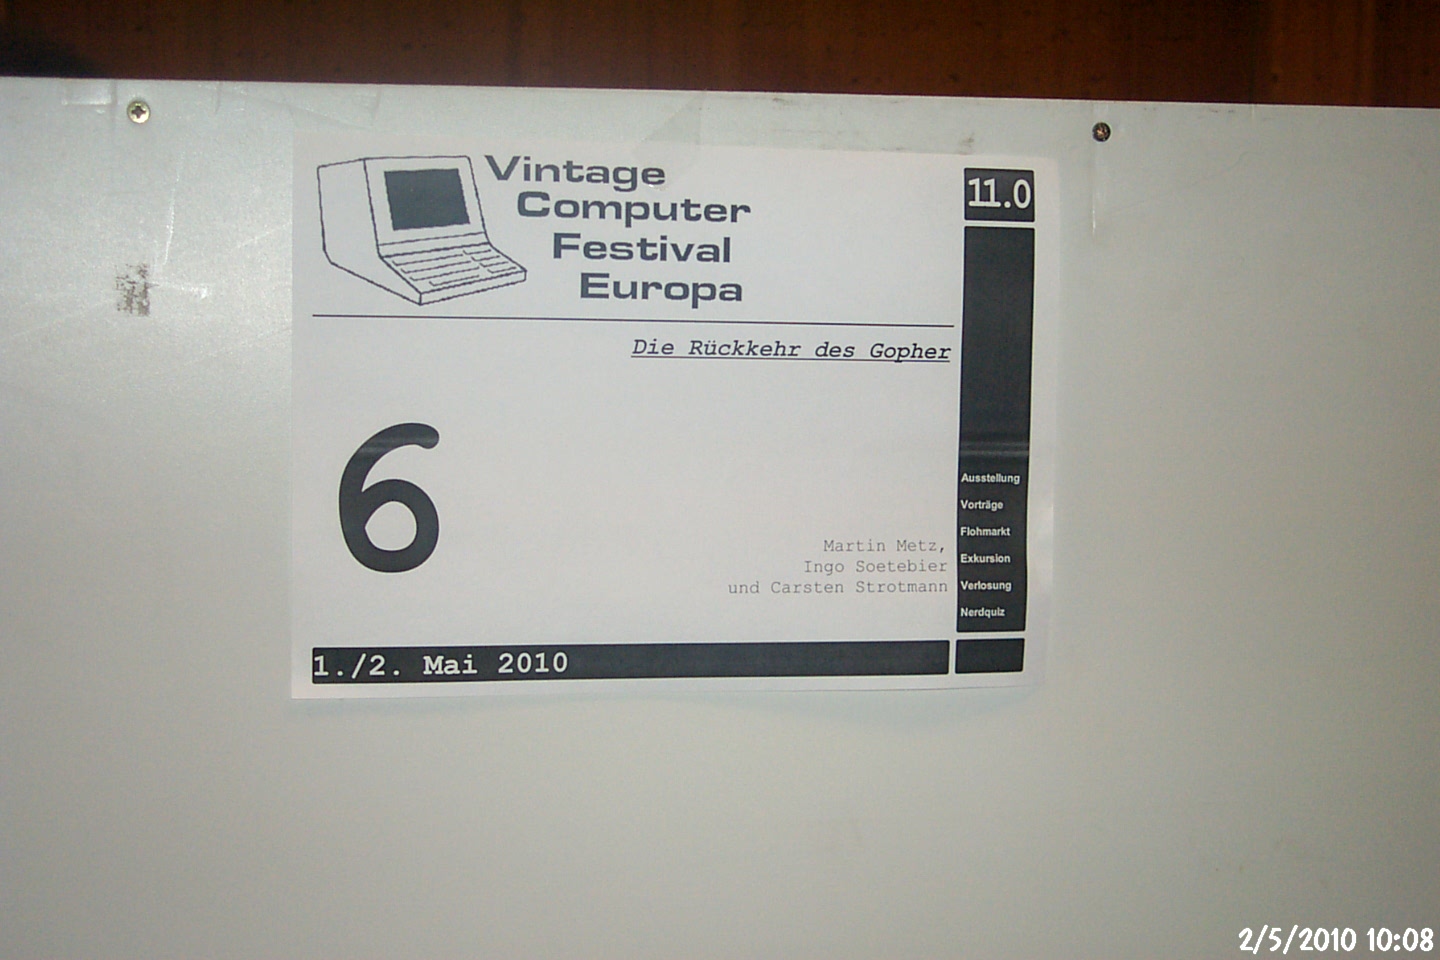 Vintage
Computer
Festival
Europa
11.0
Die Rückkehr des Gopher
6
Martin Metz,
Ingo Soetebier
und Carsten Strotmann
Ausstellung
Vorträge
Flohmarkt
Exkursion
Verlosung
Nerdquiz
1./2. Mai 2010
2/5/2010 10:08